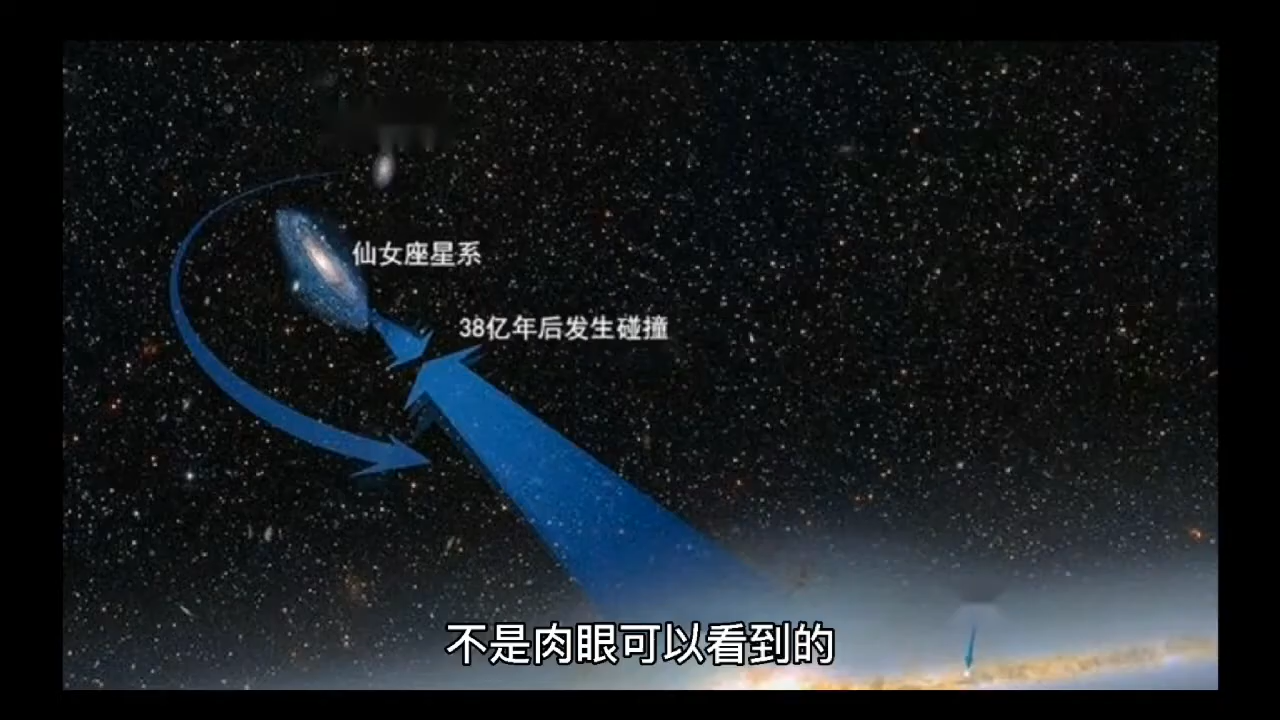 仙女座星系
38亿年后发生碰撞
不是肉眼可以看到的